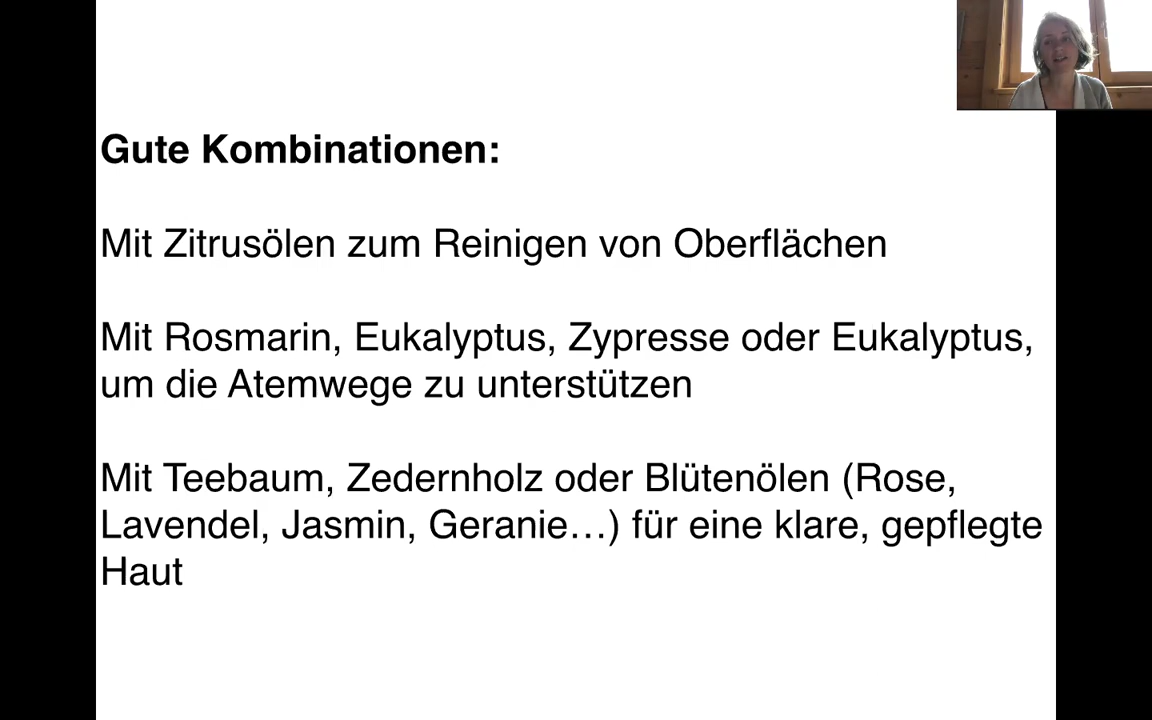 Gute Kombinationen:
Mit Zitrusölen zum Reinigen von Oberflächen
Mit Rosmarin, Eukalyptus, Zypresse oder Eukalyptus,
um die Atemwege zu unterstützen
Mit Teebaum, Zedernholz oder Blütenölen (Rose,
Lavendel, Jasmin, Geranie…) für eine klare, gepflegte
Haut